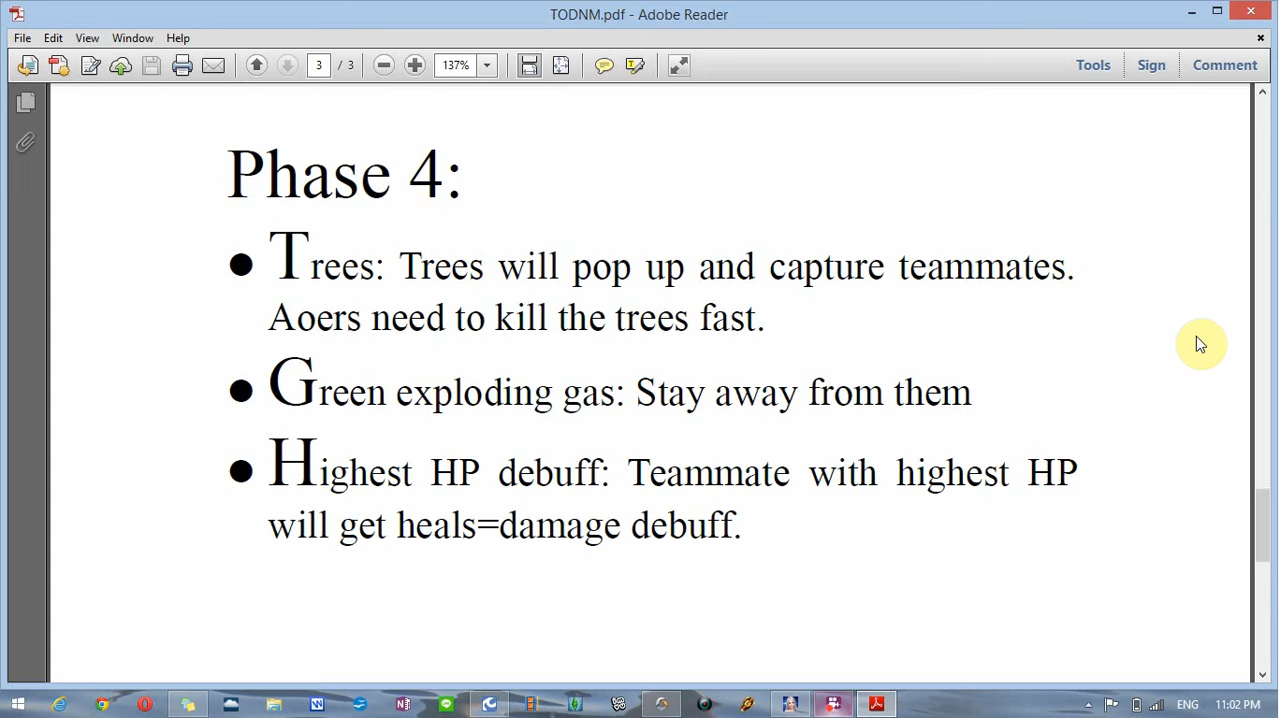 TODNM.pdf - Adobe Reader
File Edit View Window Help
3 / 3 137% Tools Sign Comment
Phase 4:
● Trees: Trees will pop up and capture teammates.
Aoers need to kill the trees fast.
● Green exploding gas: Stay away from them
● Highest HP debuff: Teammate with highest HP
will get heals=damage debuff.
ENG 11:02 PM